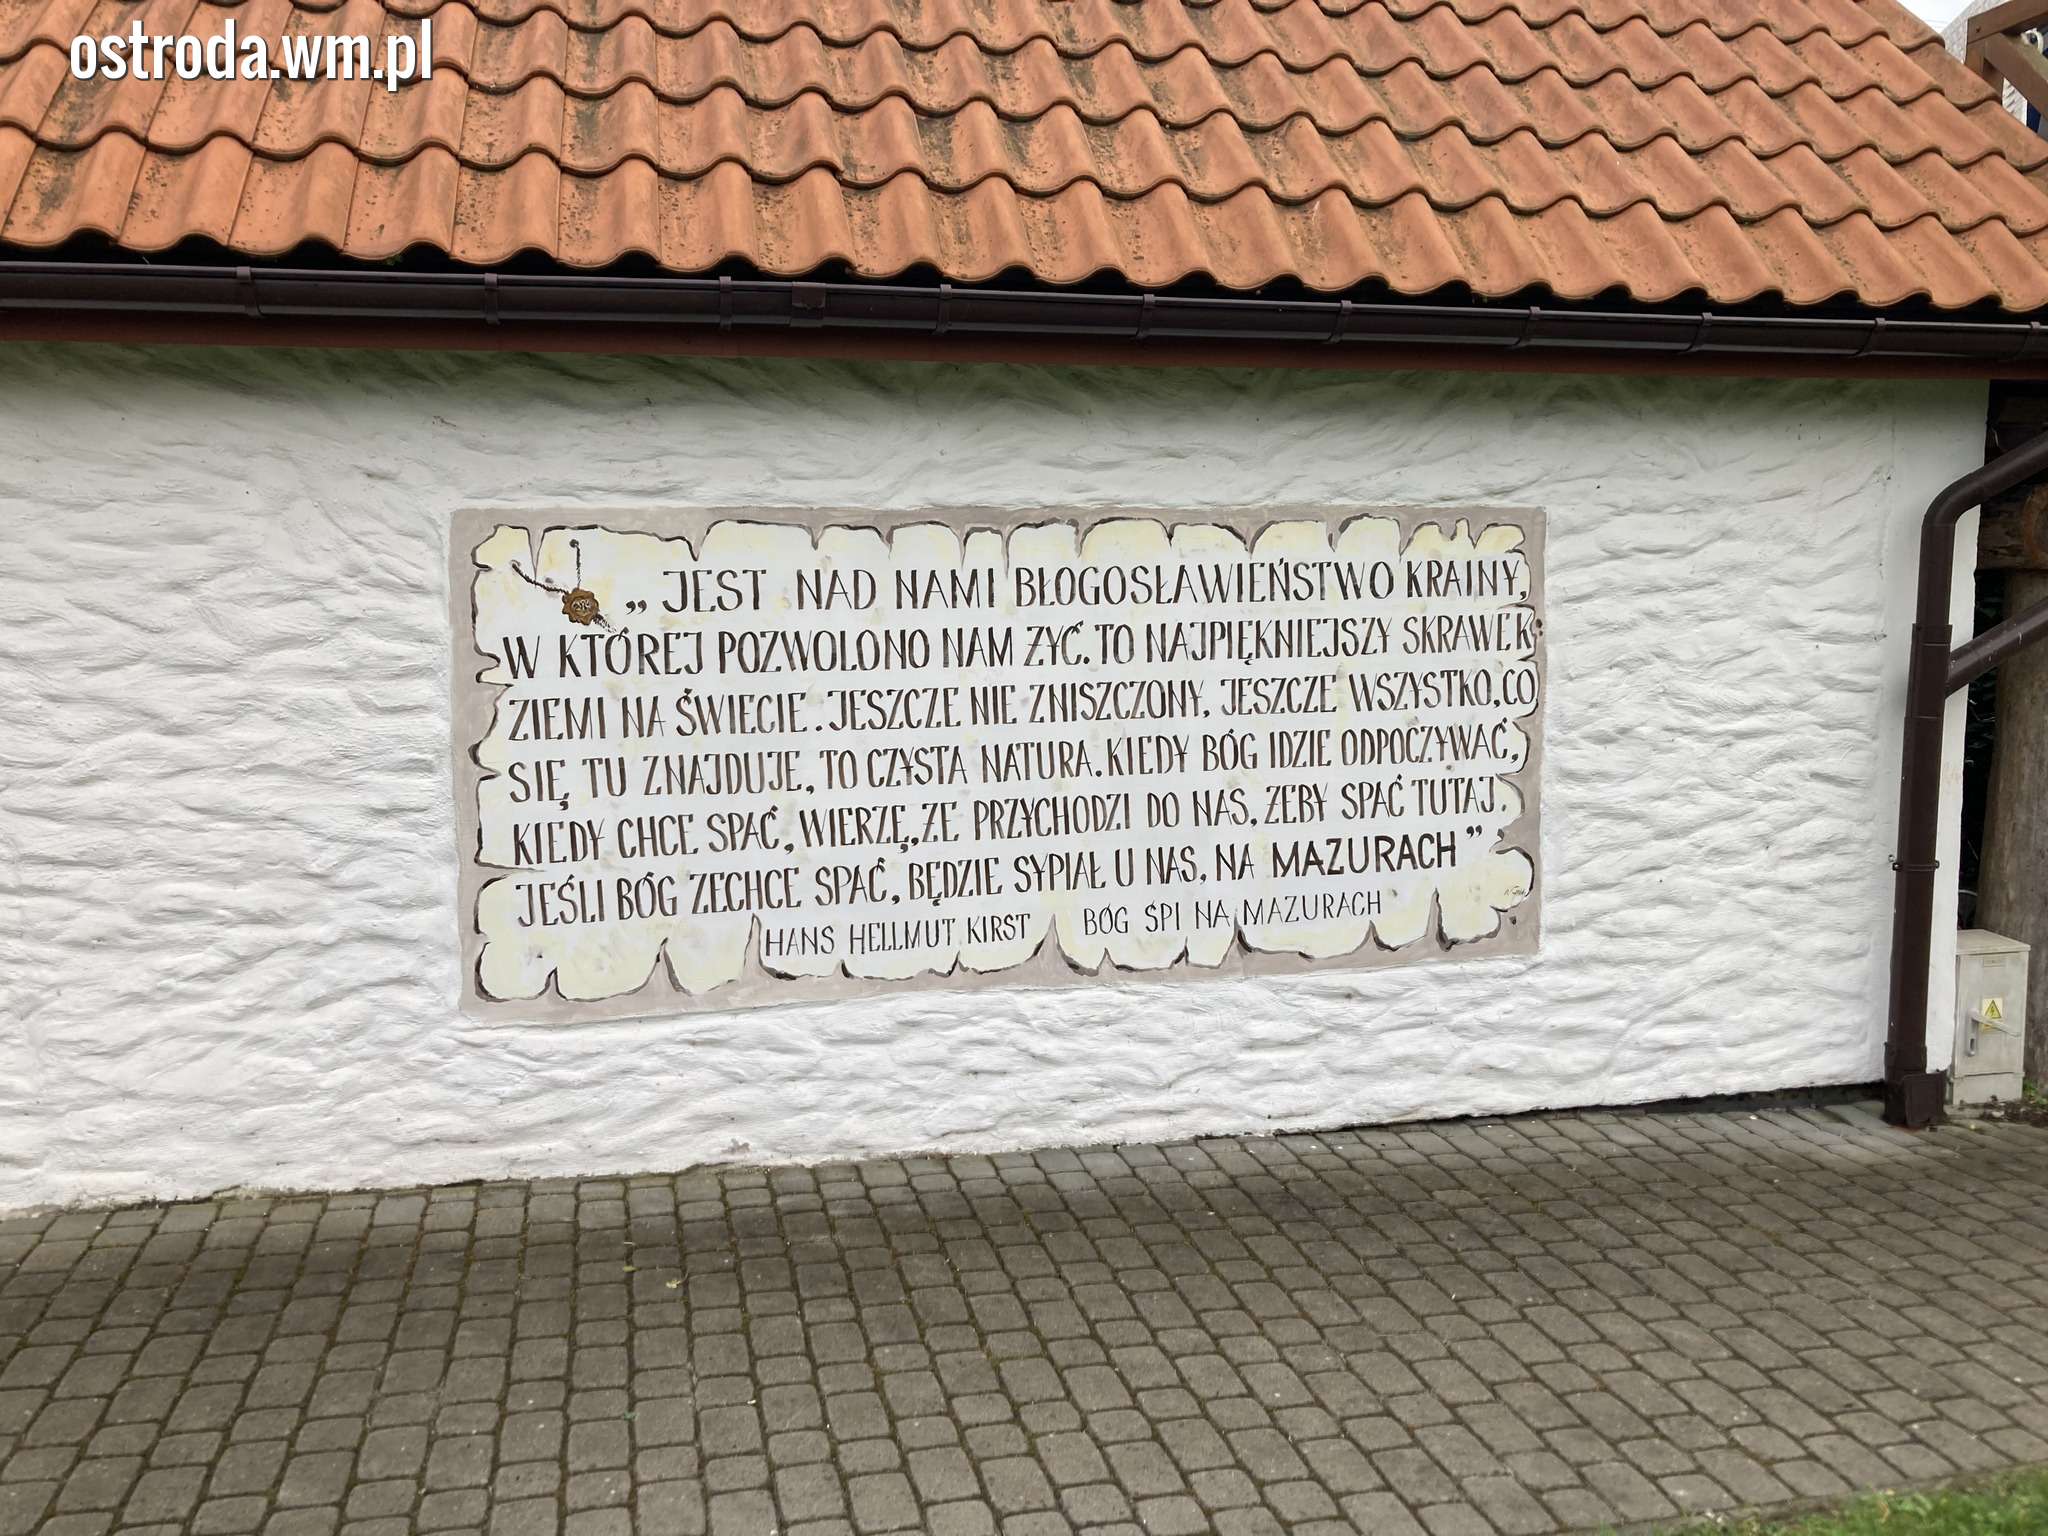 ostroda.wm.pl
„JEST NAD NAMI BŁOGOSŁAWIEŃSTWO KRAINY,
W KTÓREJ POZWOLONO NAM ŻYĆ. TO NAJPIĘKNIEJSZY SKRAWEK
ZIEMI NA ŚWIECIE. JESZCZE NIE ZNISZCZONY, JESZCZE WSZYSTKO, CO
SIĘ TU ZNAJDUJE, TO CZYSTA NATURA. KIEDY BÓG IDZIE ODPOCZYWAĆ,
KIEDY CHCE SPAĆ, WIERZĘ,, ŻE PRZYCHODZI DO NAS, ŻEBY SPAĆ TUTAJ.
JEŚLI BÓG ZECHCE SPAĆ, BĘDZIE SYPIAŁ U NAS, NA MAZURACH”
HANS HELLMUT KIRST BÓG ŚPI NA MAZURACH